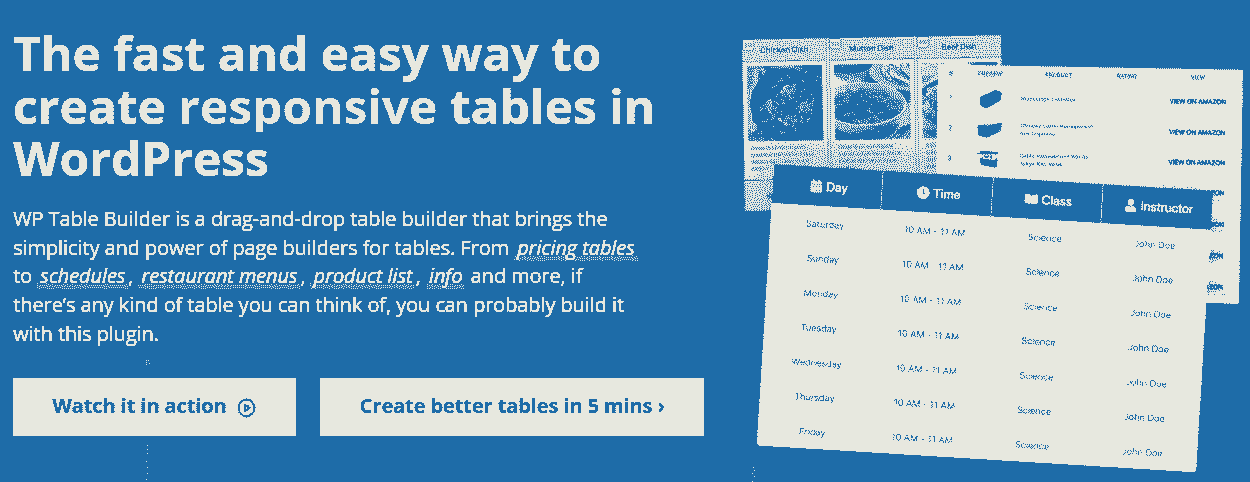 The fast and easy way to
create responsive tables in
WordPress
WP Table Builder is a drag-and-drop table builder that brings the
simplicity and power of page builders for tables. From pricing tables
to schedules, restaurant menus, product list, info and more, if
there's any kind of table you can think of, you can probably build it
with this plugin.
Watch it in action
Create better tables in 5 mins ›
Chicken Dish Mutton Dish Beef Dish
# PRODUCT RATING VIEW
1 VIEW ON AMAZON
2 VIEW ON AMAZON
3 VIEW ON AMAZON
Day Time Class Instructor
Saturday 10 AM - 11 AM Science John Doe
Sunday 10 AM - 11 AM Science John Doe
Monday 10 AM - 11 AM Science John Doe
Tuesday 10 AM - 11 AM Science John Doe
Wednesday 10 AM - 11 AM Science John Doe
Thursday 10 AM - 11 AM Science John Doe
Friday 10 AM - 11 AM Science John Doe